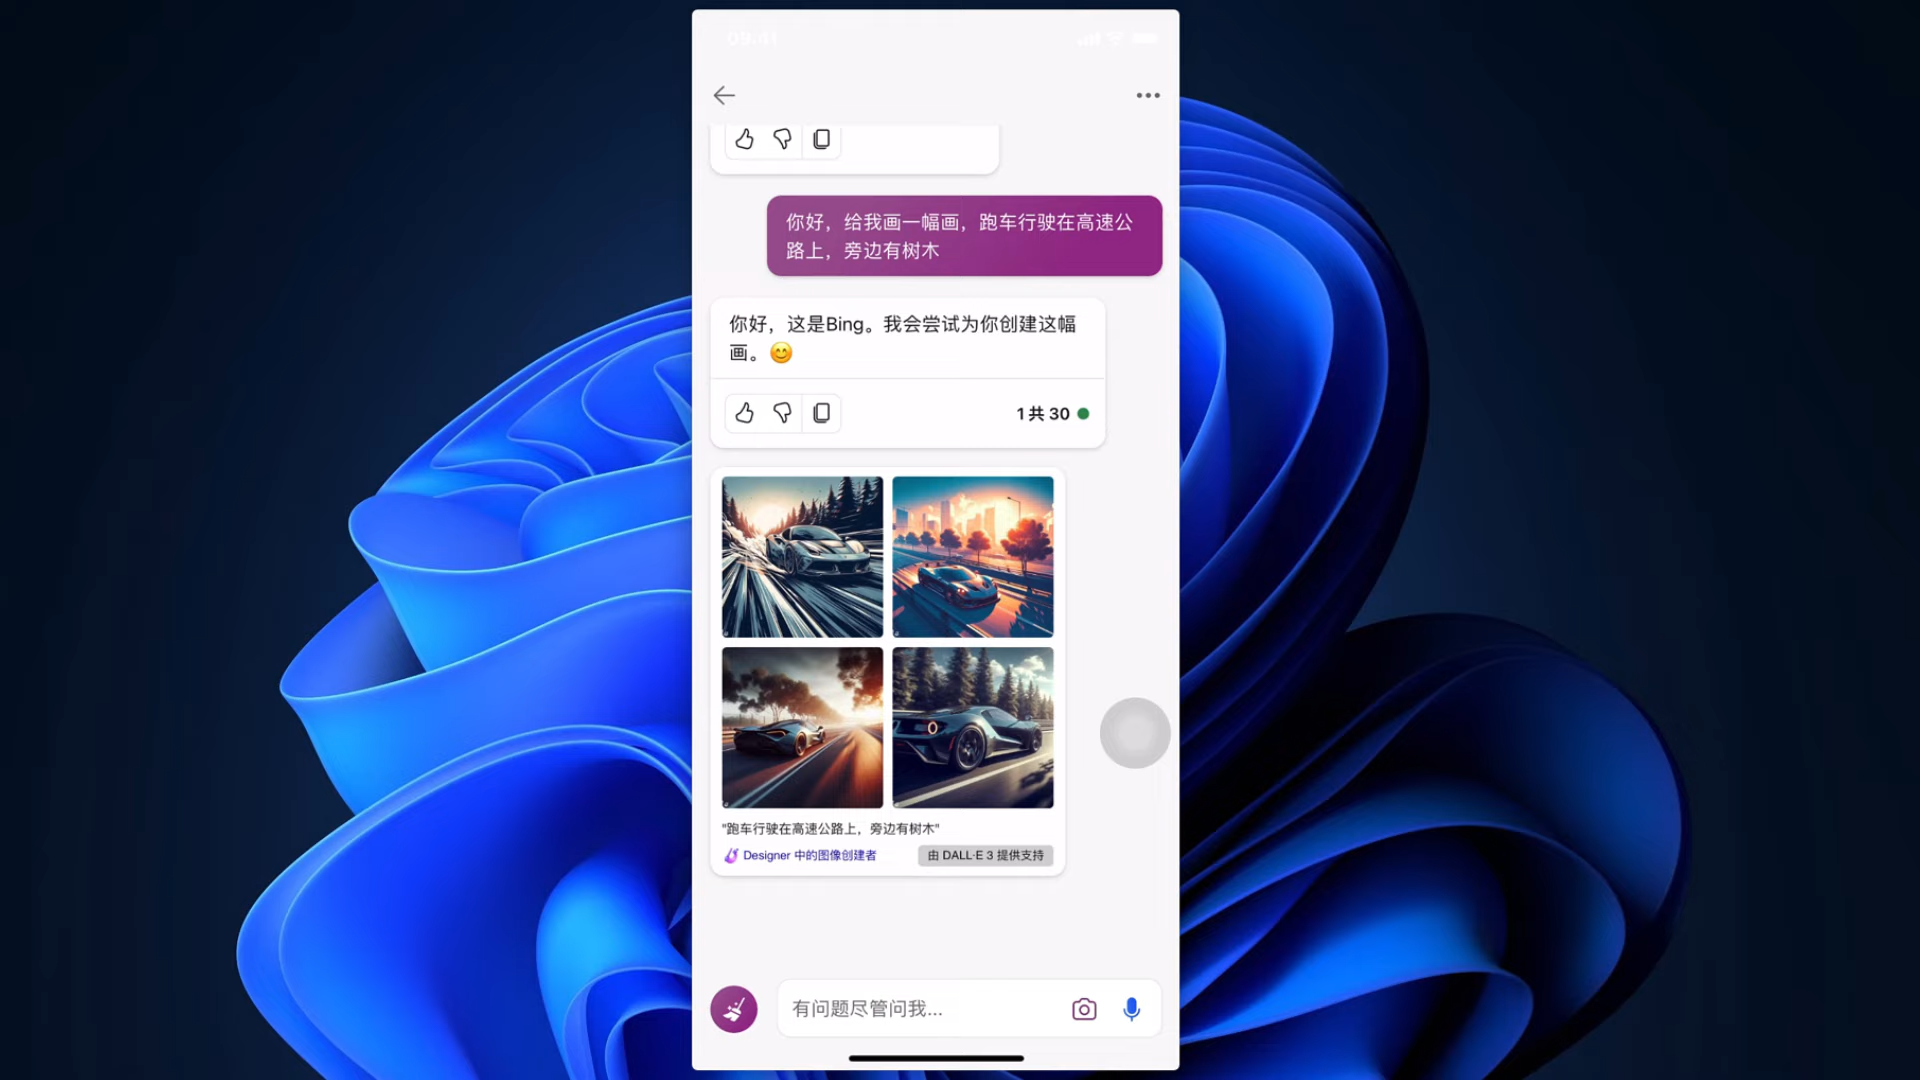 09:41
你好，给我画一幅画，跑车行驶在高速公
路上，旁边有树木
你好，这是Bing。我会尝试为你创建这幅
画。😊
1 共 30
"跑车行驶在高速公路上，旁边有树木"
Designer 中的图像创建者
由 DALL·E 3 提供支持
有问题尽管问我...